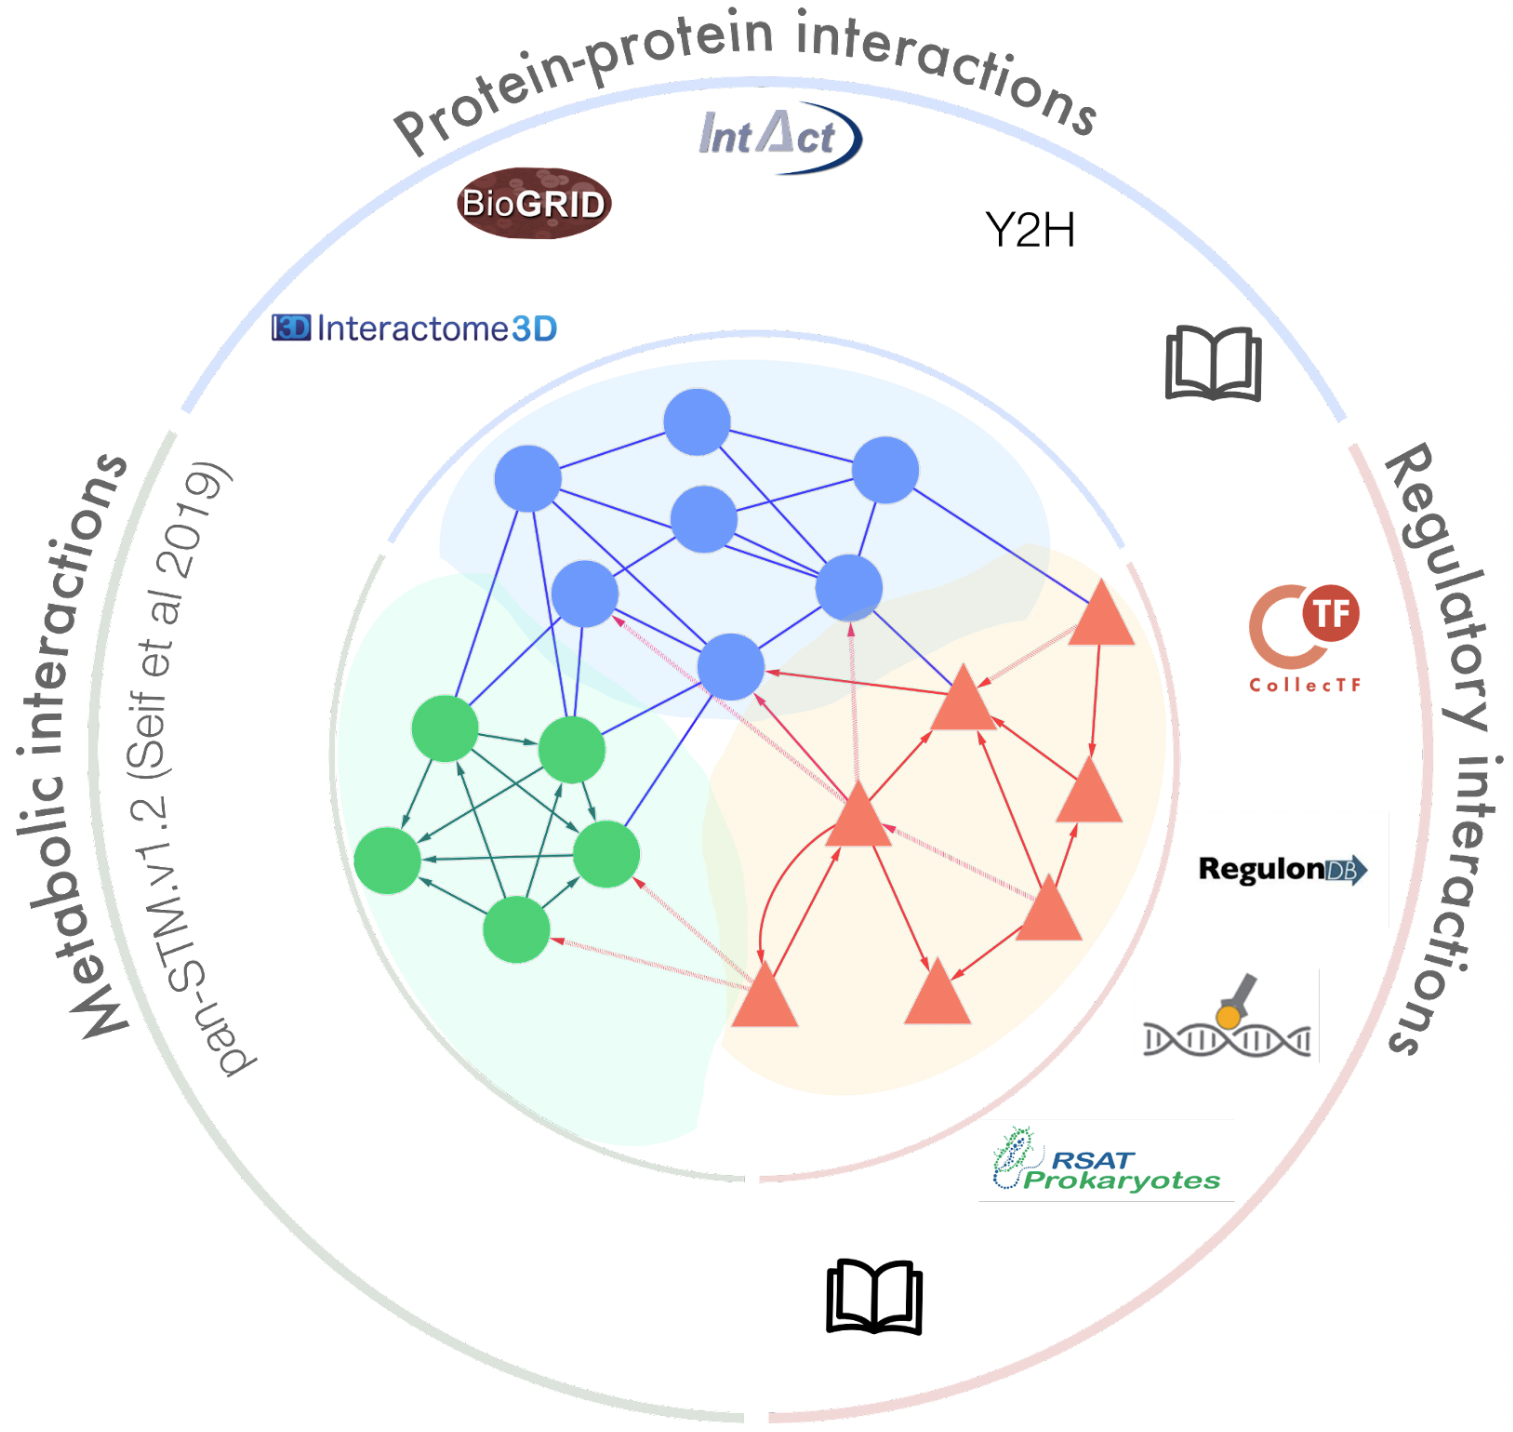 Protein-protein interactions
IntAct
BioGRID
Y2H
3D Interactome3D
Metabolic interactions
pan-STM.v1.2 (Seif et al 2019)
Regulatory interactions
TF
CollecTF
RegulonDB
RSAT
Prokaryotes